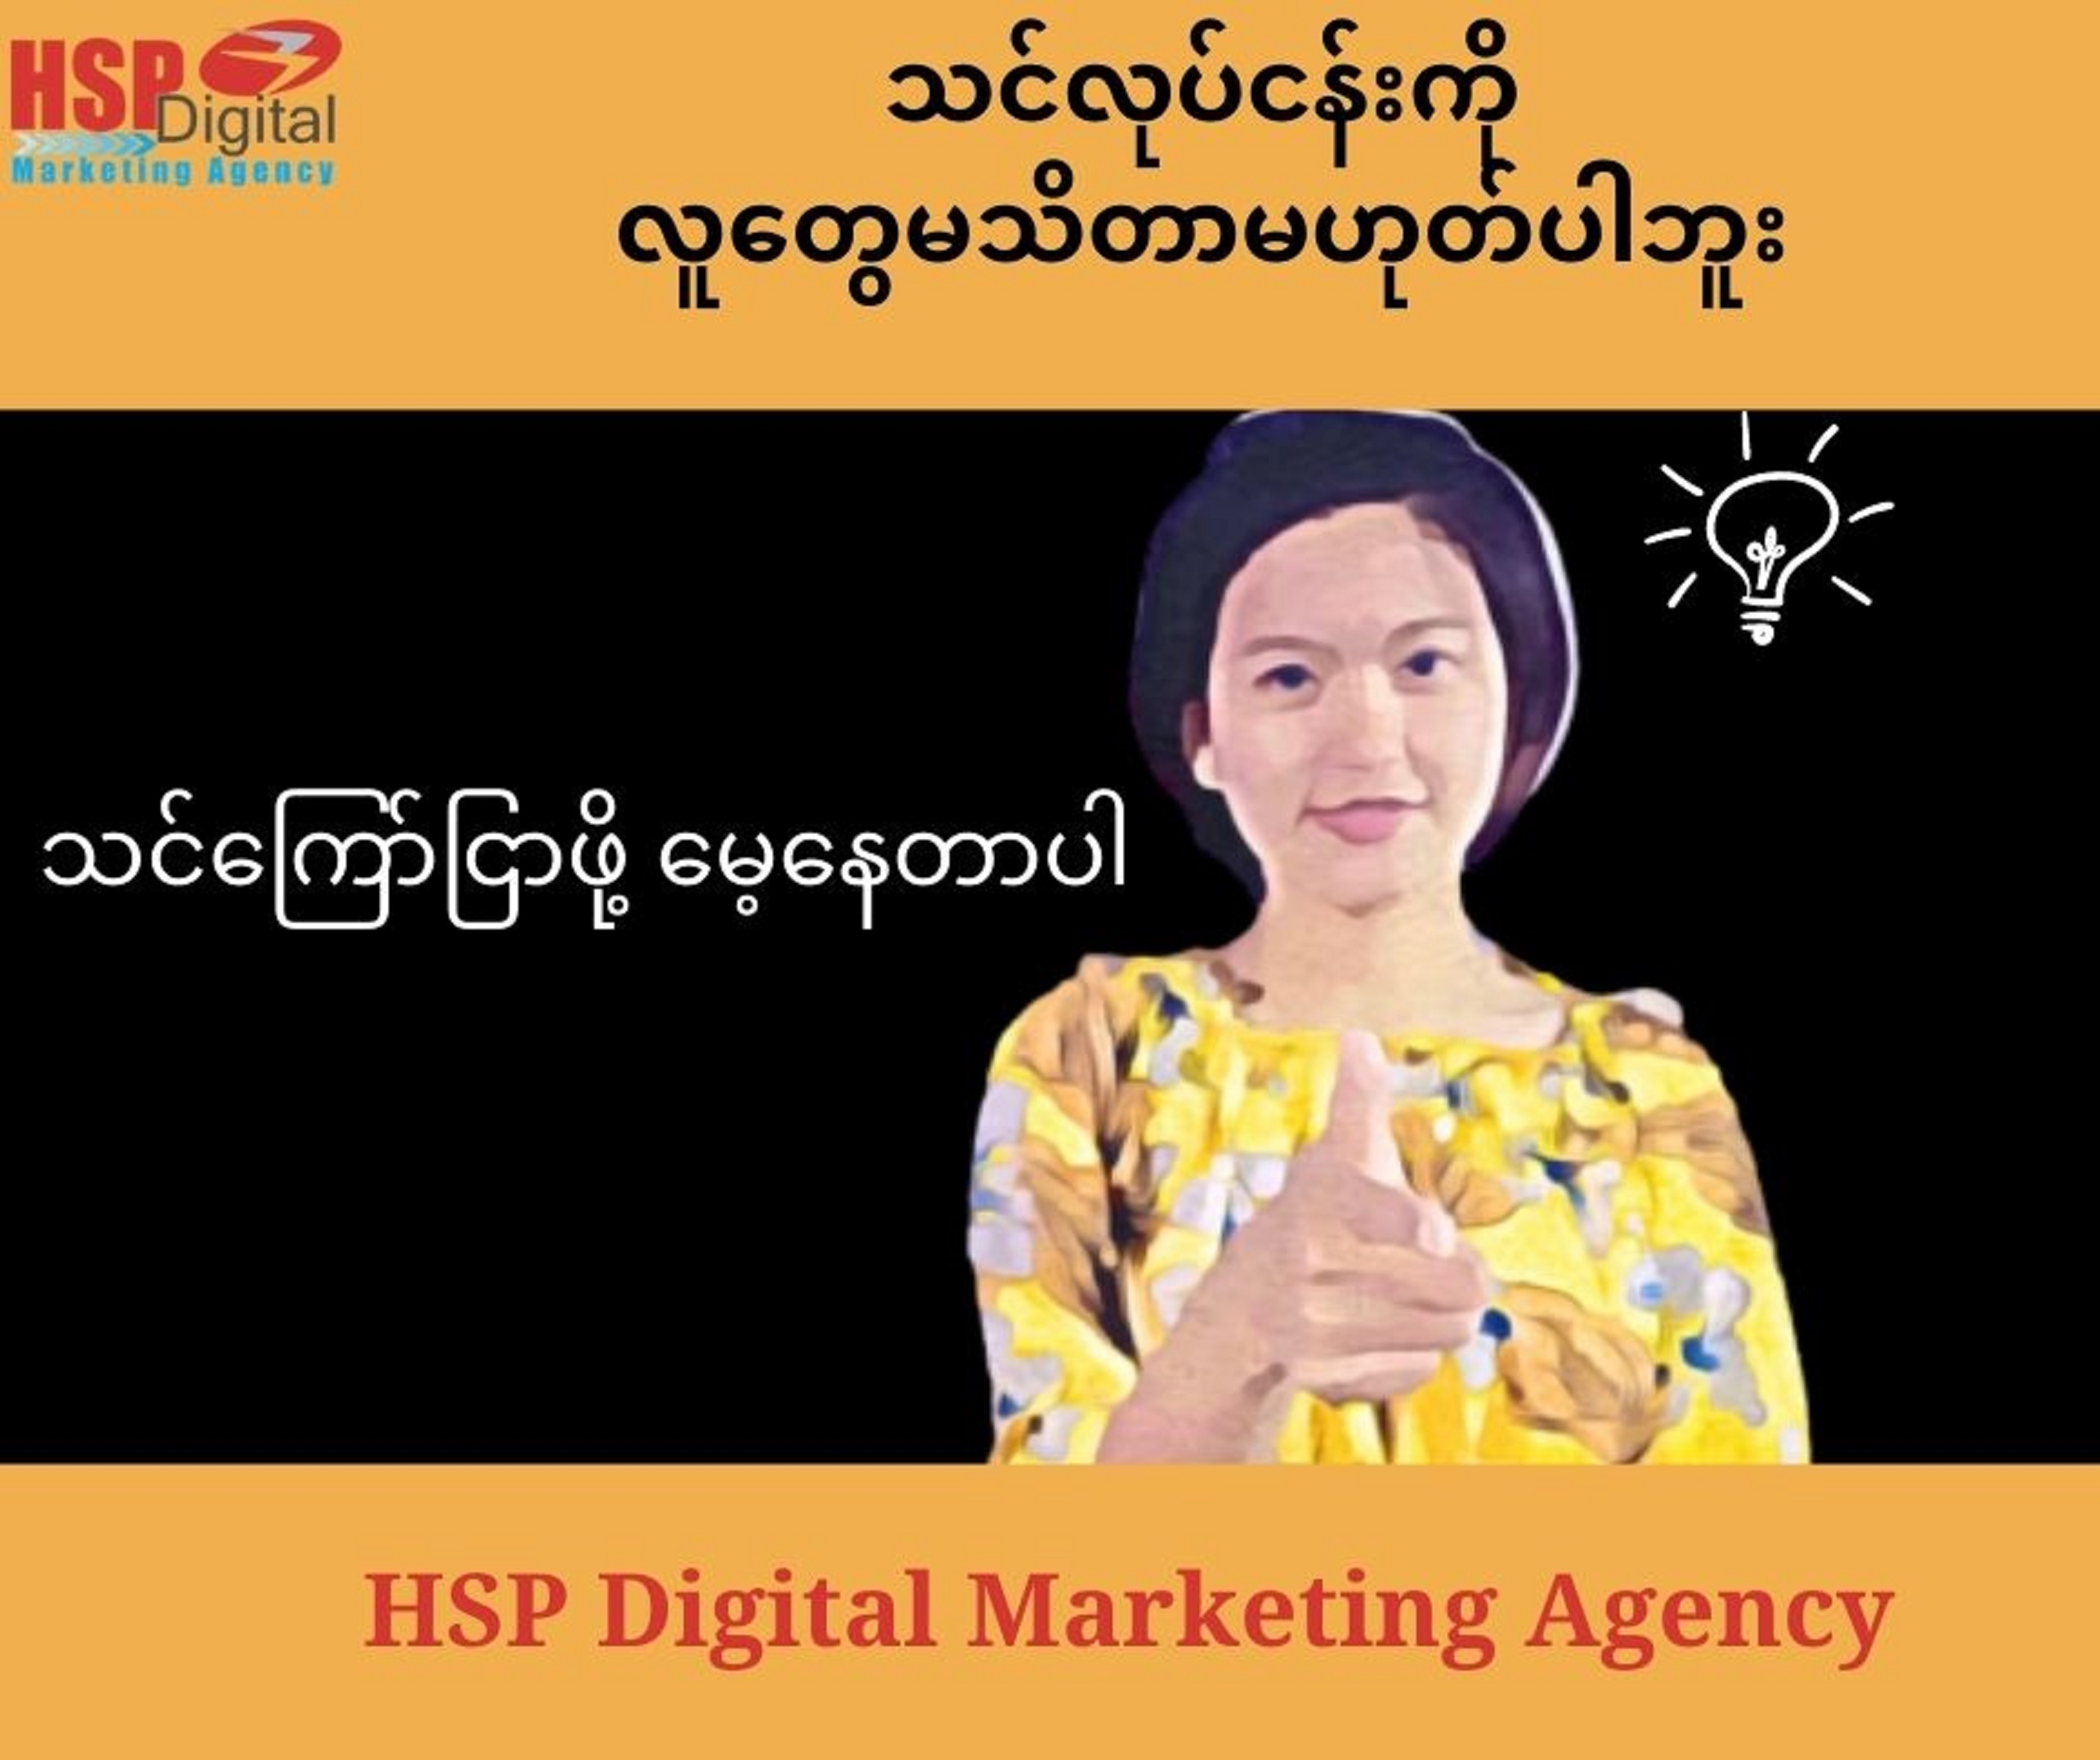 HSP
Digital
Marketing Agency
သင်လုပ်ငန်းကို
လူတွေမသိတာမဟုတ်ပါဘူး
သင်ကြော်ငြာဖို့ မေ့နေတာပါ
HSP Digital Marketing Agency